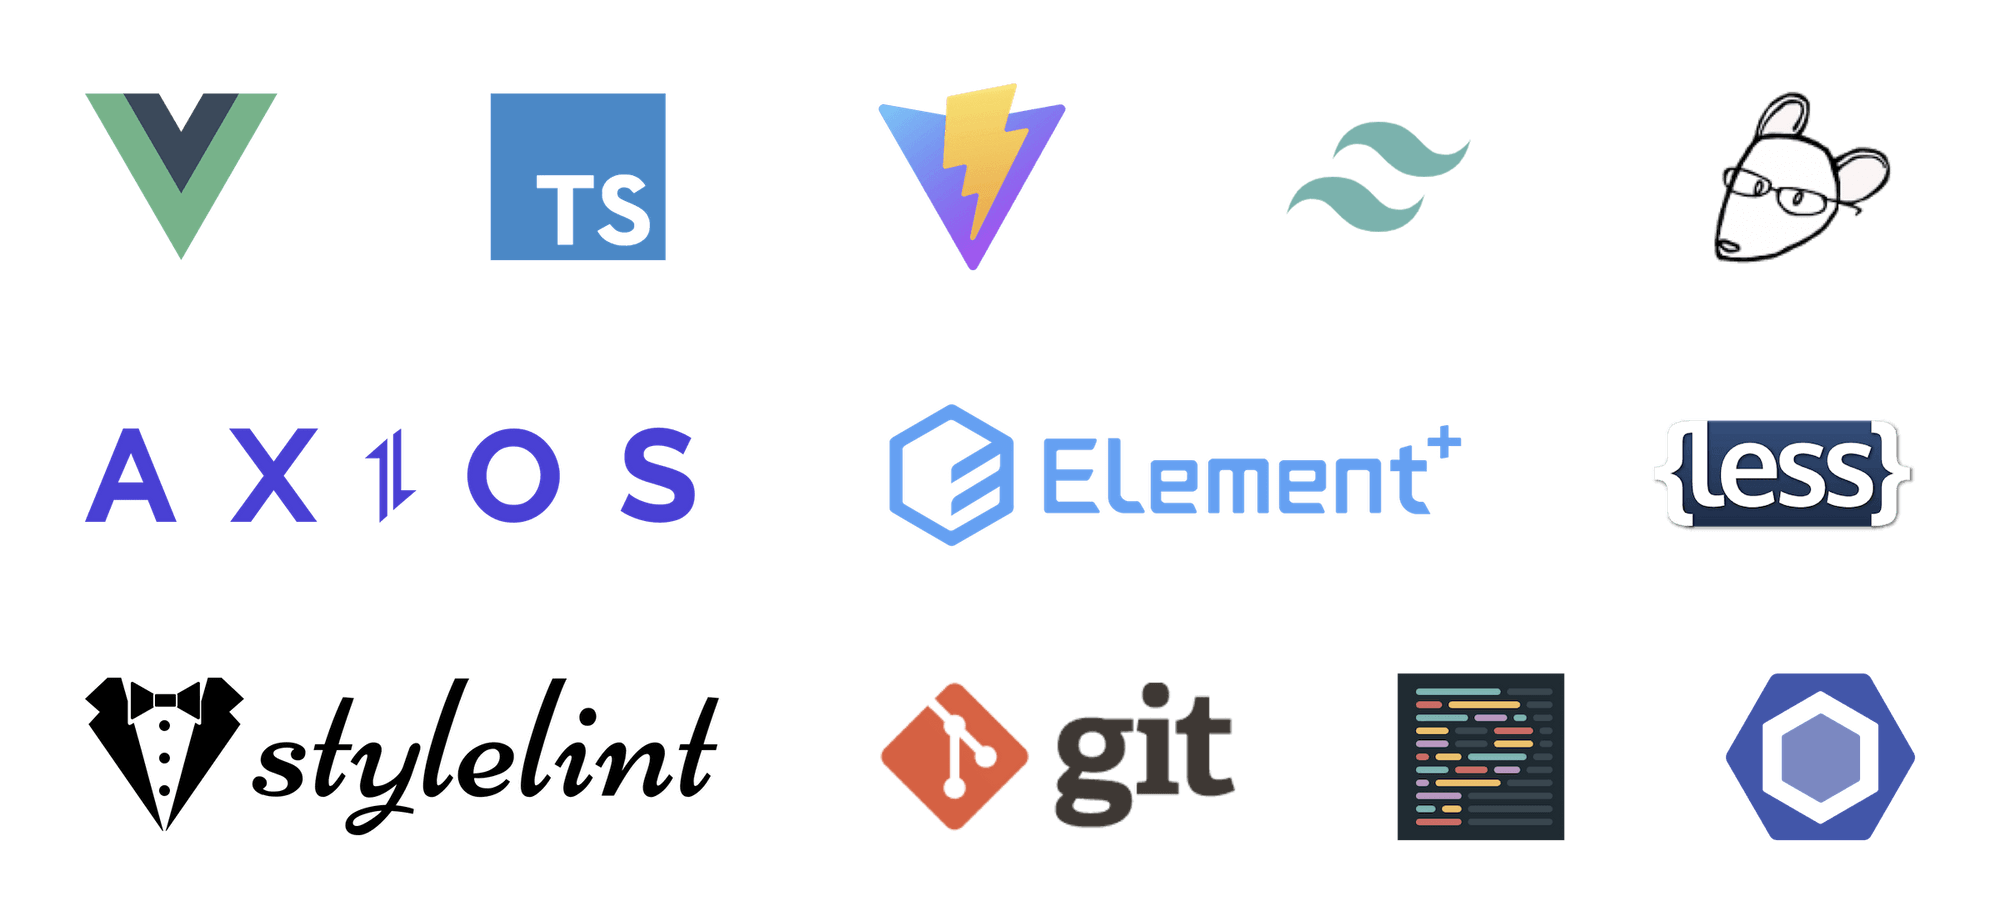 TS
AXIOS
Element+
{less}
stylelint
git